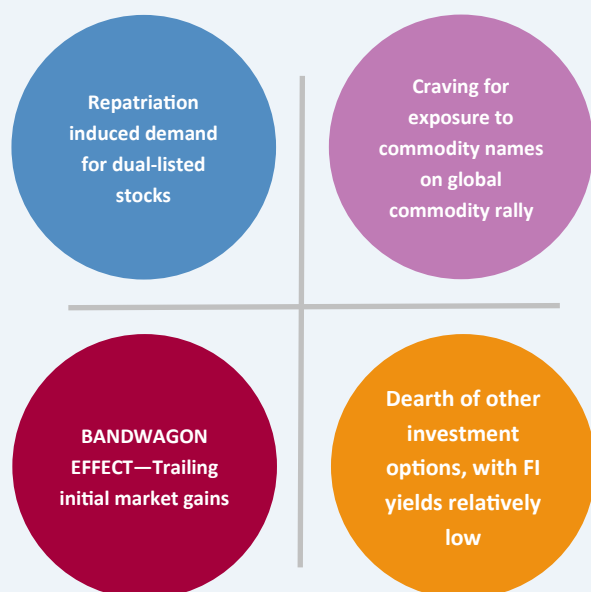 Repatriation
induced demand
for dual-listed
stocks
Craving for
exposure to
commodity names
on global
commodity rally
BANDWAGON
EFFECT—Trailing
initial market gains
Dearth of other
investment
options, with FI
yields relatively
low